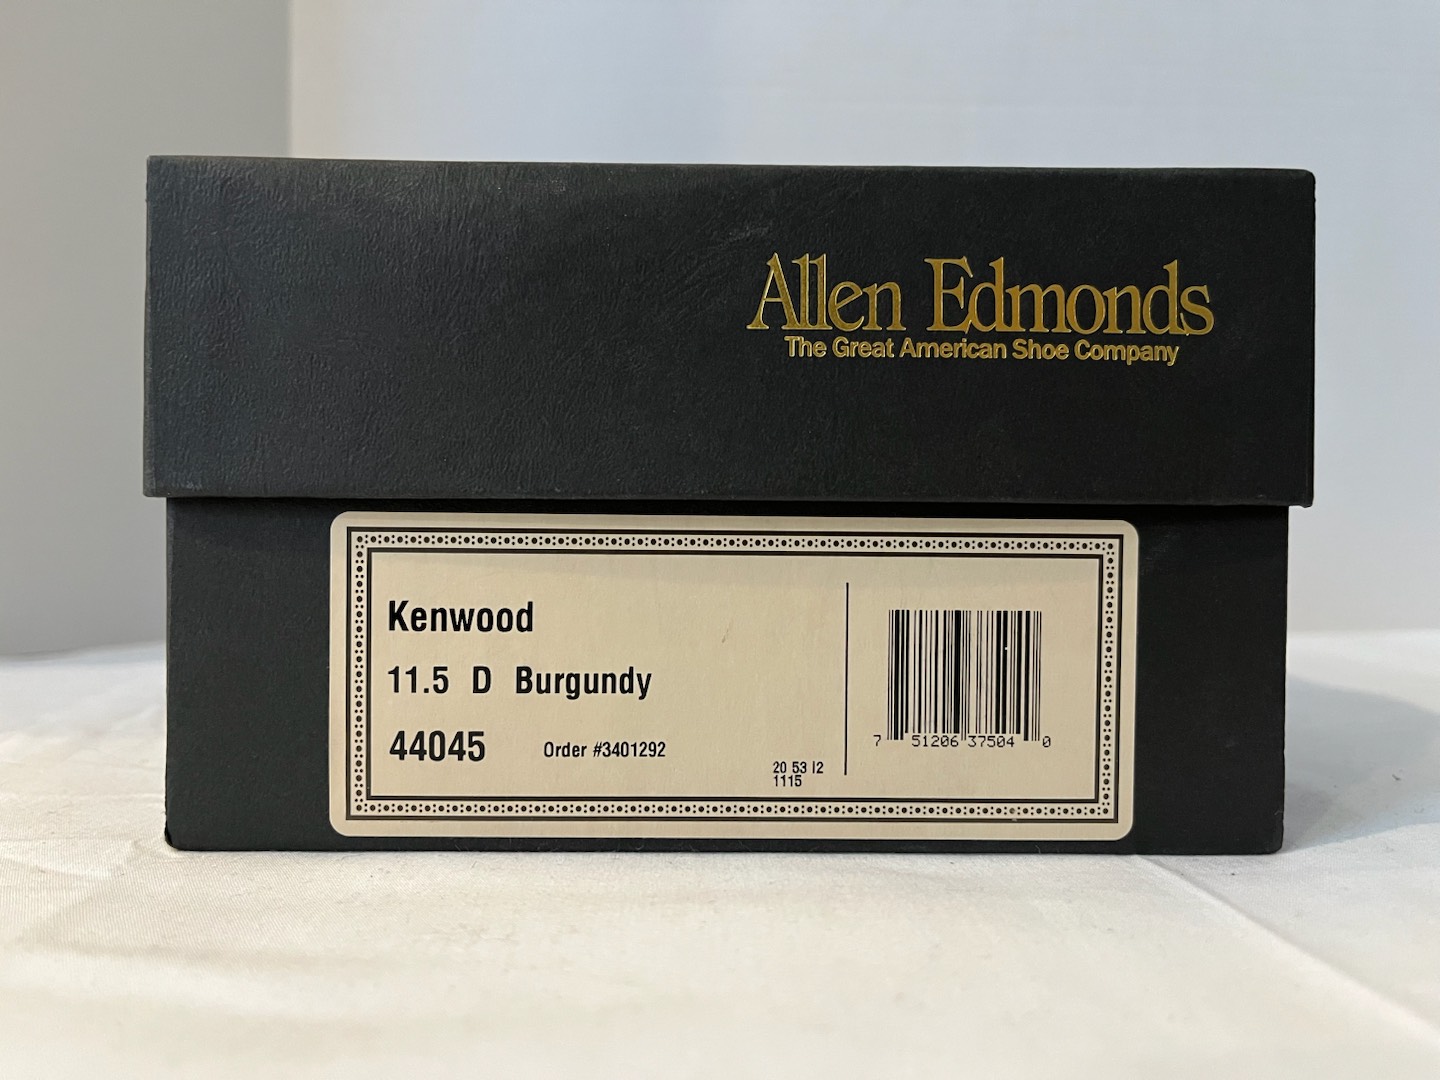 Allen Edmonds
The Great American Shoe Company
Kenwood
11.5 D Burgundy
44045 Order #3401292
20 53 12
1115
7 51206 37504 0